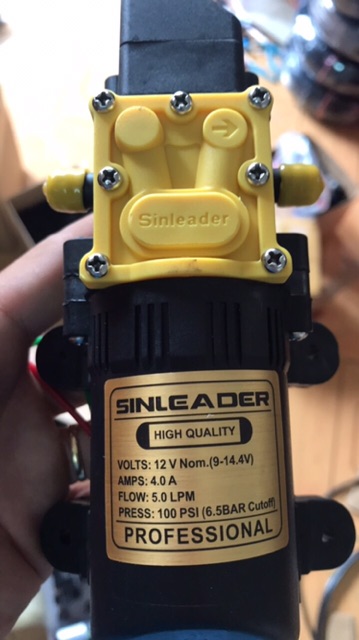 Sinleader
SINLEADER
HIGH QUALITY
VOLTS: 12 V Nom.(9-14.4V)
AMPS: 4.0 A
FLOW: 5.0 LPM
PRESS: 100 PSI (6.5BAR Cutoff)
PROFESSIONAL